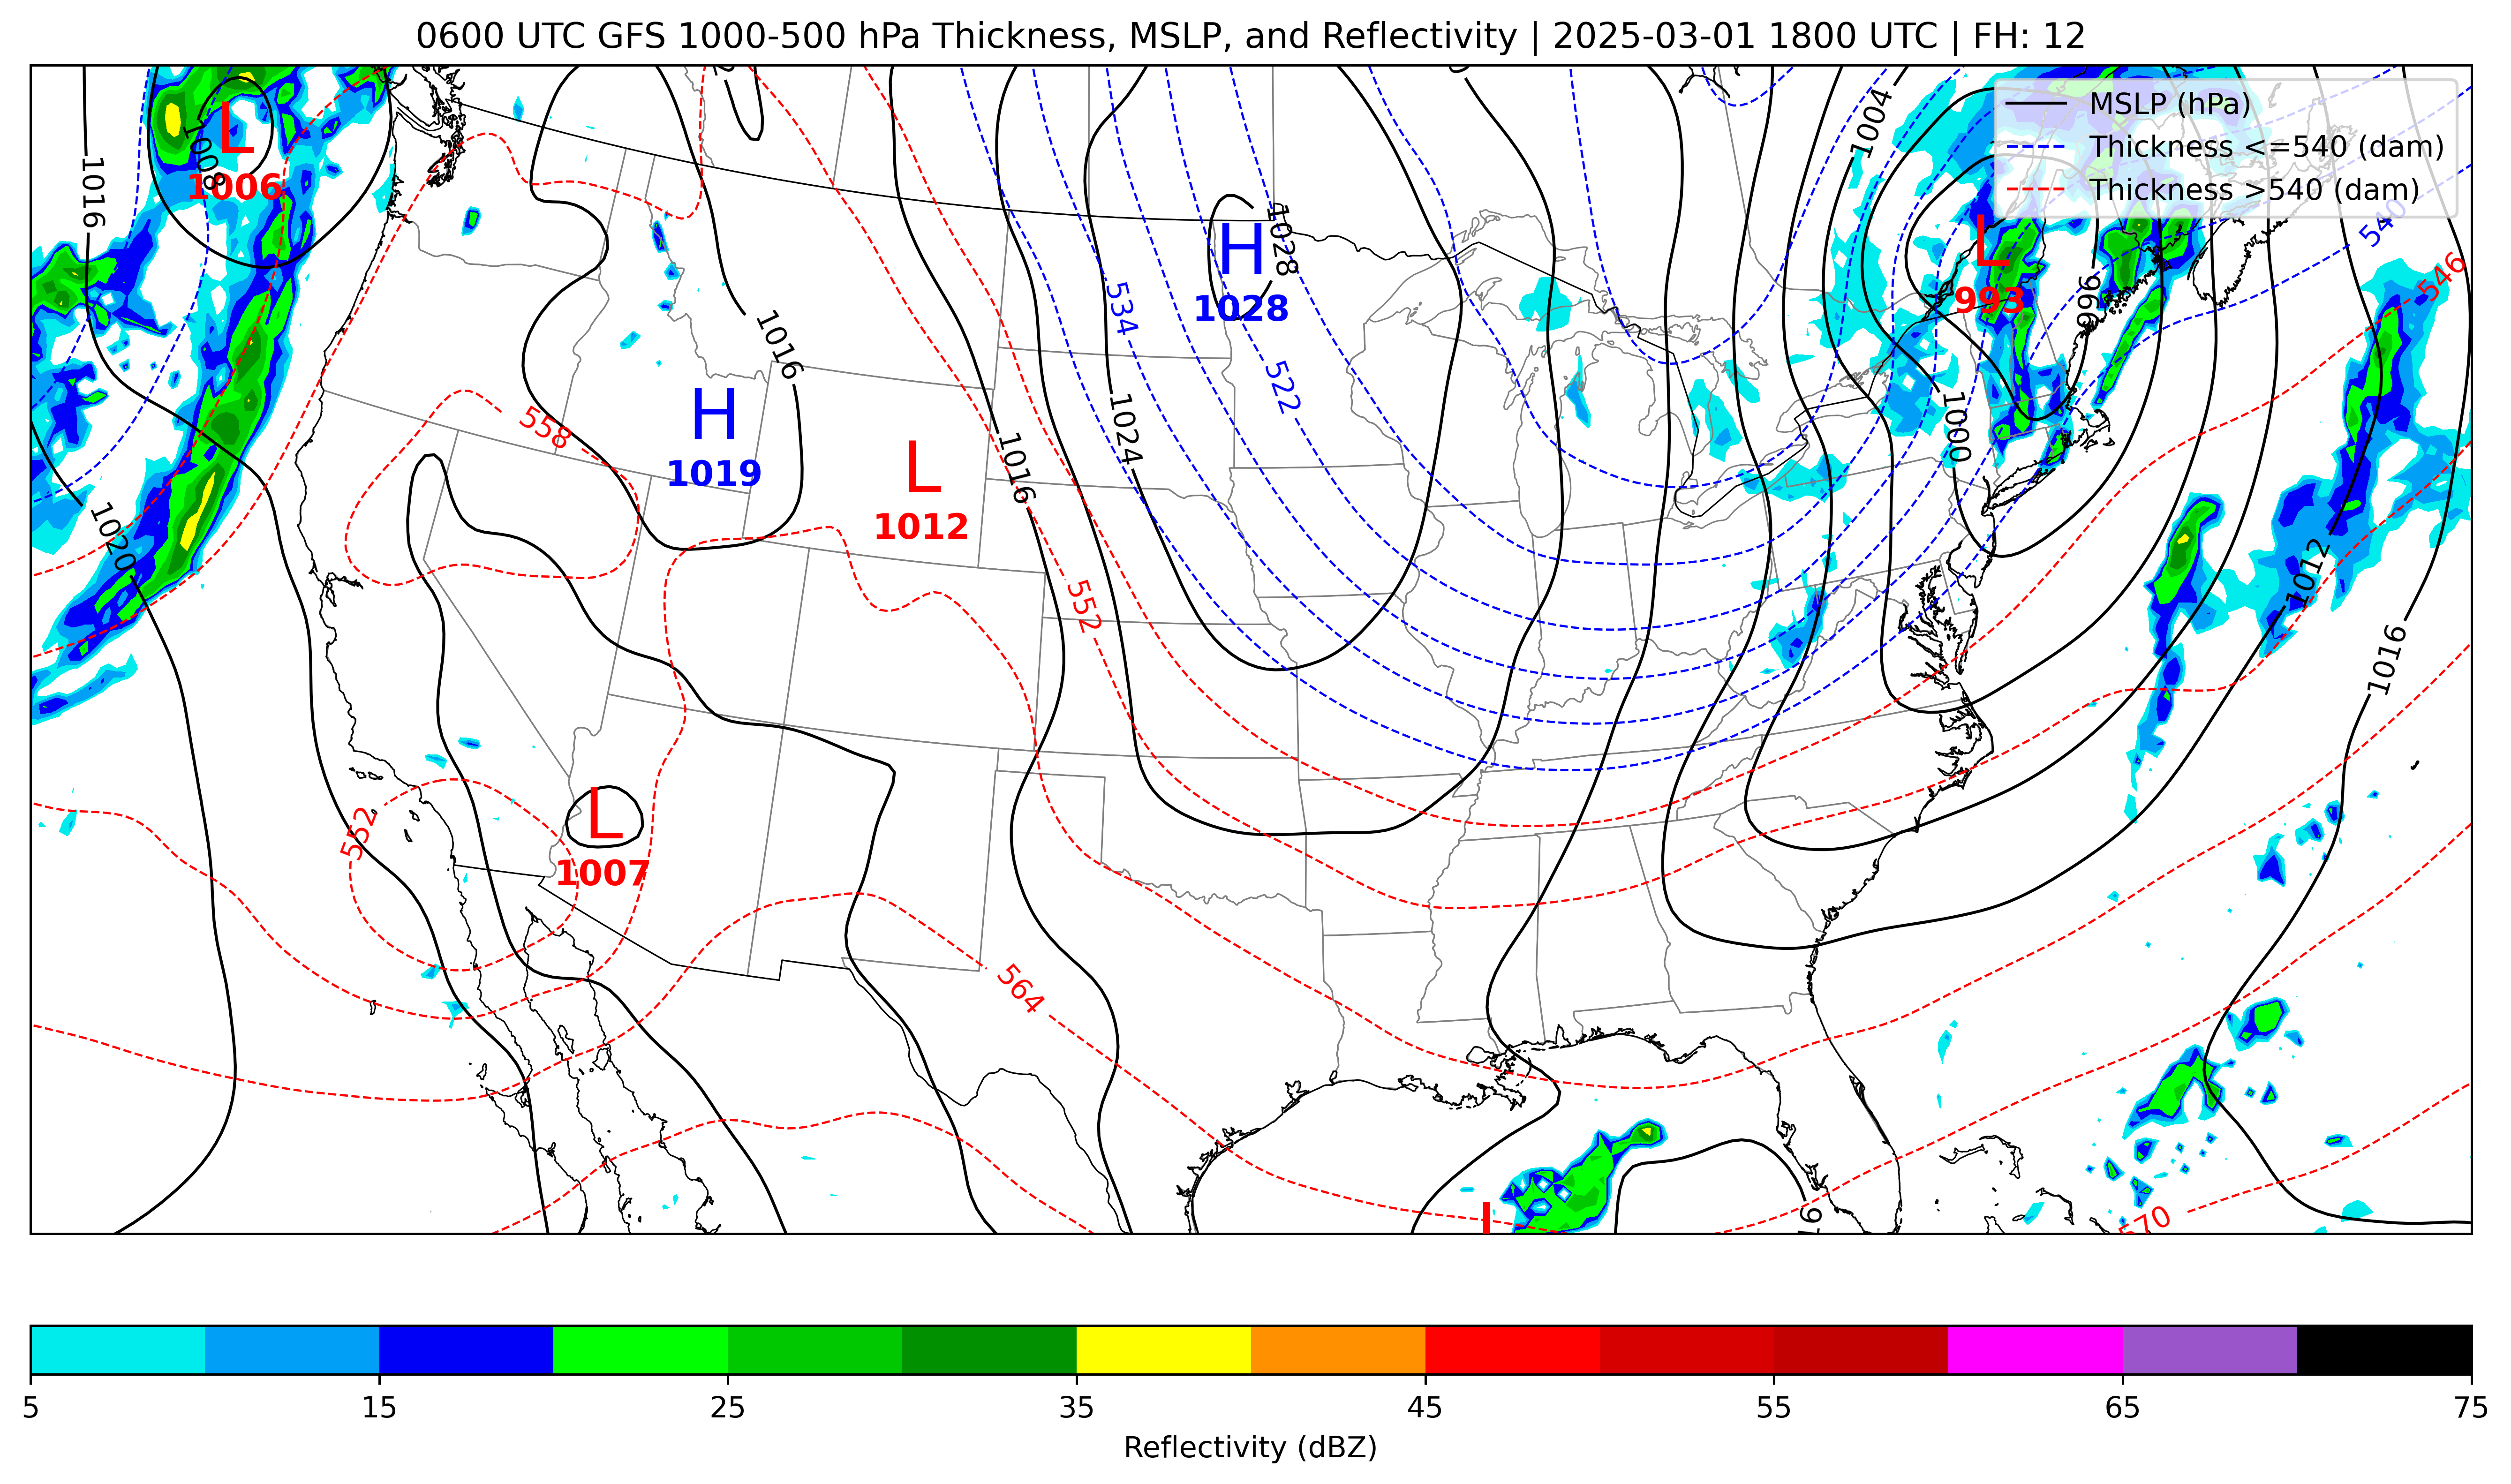 0600 UTC GFS 1000-500 hPa Thickness, MSLP, and Reflectivity | 2025-03-01 1800 UTC | FH: 12
MSLP (hPa)
Thickness <=540 (dam)
Thickness >540 (dam)
1004
L
1008
1006
1016
L
993
996
540
546
H
1028
1028
534
522
1016
H
1019
558
L
1012
1016
1024
1000
1020
552
1012
1016
L
1007
552
564
L
570
5
15
25
35
45
55
65
75
Reflectivity (dBZ)